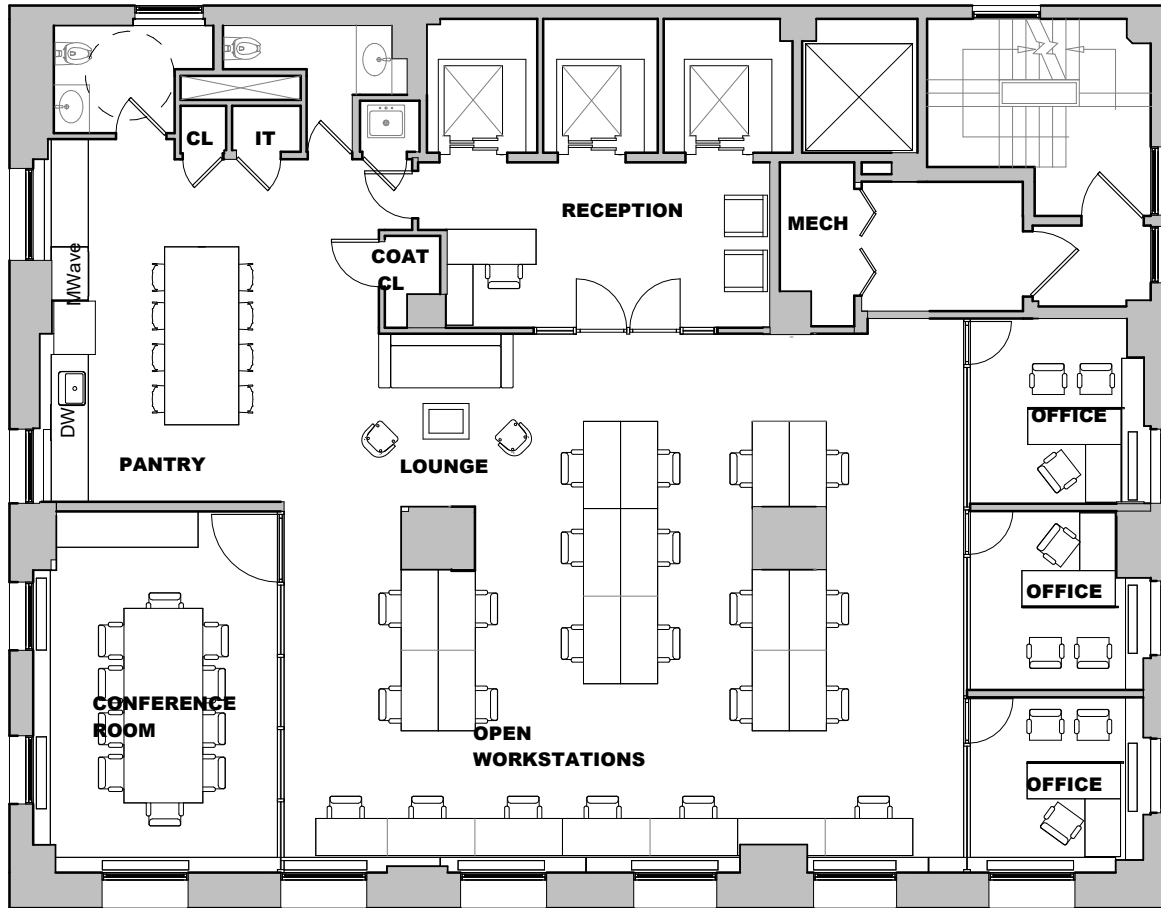 CL
IT
RECEPTION
MECH
COAT
CL
MWave
DW
PANTRY
LOUNGE
OFFICE
OFFICE
CONFERENCE
ROOM
OPEN
WORKSTATIONS
OFFICE